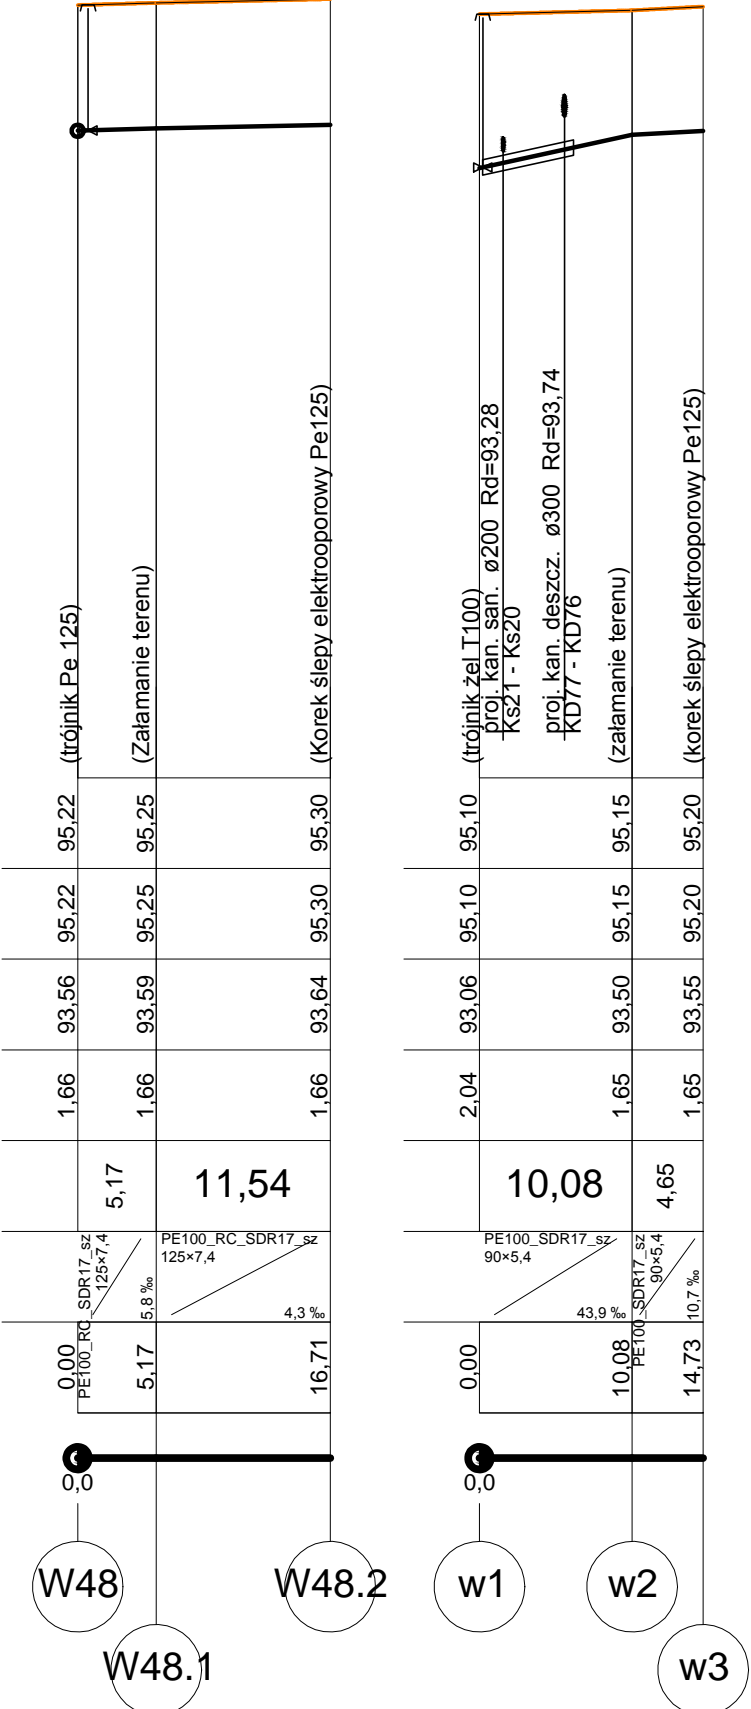 (trójnik Pe 125)
(Załamanie terenu)
(Korek ślepy elektrooporowy Pe125)
95,22
95,25
95,30
95,22
95,25
95,30
93,56
93,59
93,64
1,66
1,66
1,66
5,17
11,54
PE100_RC_SDR17_sz
125×7,4
5,8 ‰
PE100_RC_SDR17_sz
125×7,4
4,3 ‰
0,00
5,17
16,71
0,0
W48
W48.1
W48.2
(trójnik żel T100)
proj. kan. san. ø200 Rd=93,28
Ks21 - Ks20
proj. kan. deszcz. ø300 Rd=93,74
KD77 - KD76
(załamanie terenu)
(korek ślepy elektrooporowy Pe125)
95,10
95,15
95,20
95,10
95,15
95,20
93,06
93,50
93,55
2,04
1,65
1,65
10,08
4,65
PE100_SDR17_sz
90×5,4
43,9 ‰
PE100_SDR17_sz
90×5,4
10,7 ‰
0,00
10,08
14,73
0,0
w1
w2
w3